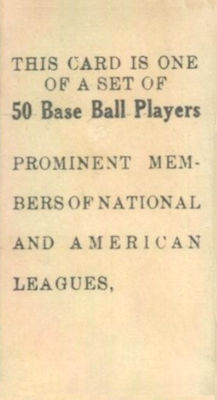 THIS CARD IS ONE
OF A SET OF
50 Base Ball Players
PROMINENT MEM-
BERS OF NATIONAL
AND AMERICAN
LEAGUES,